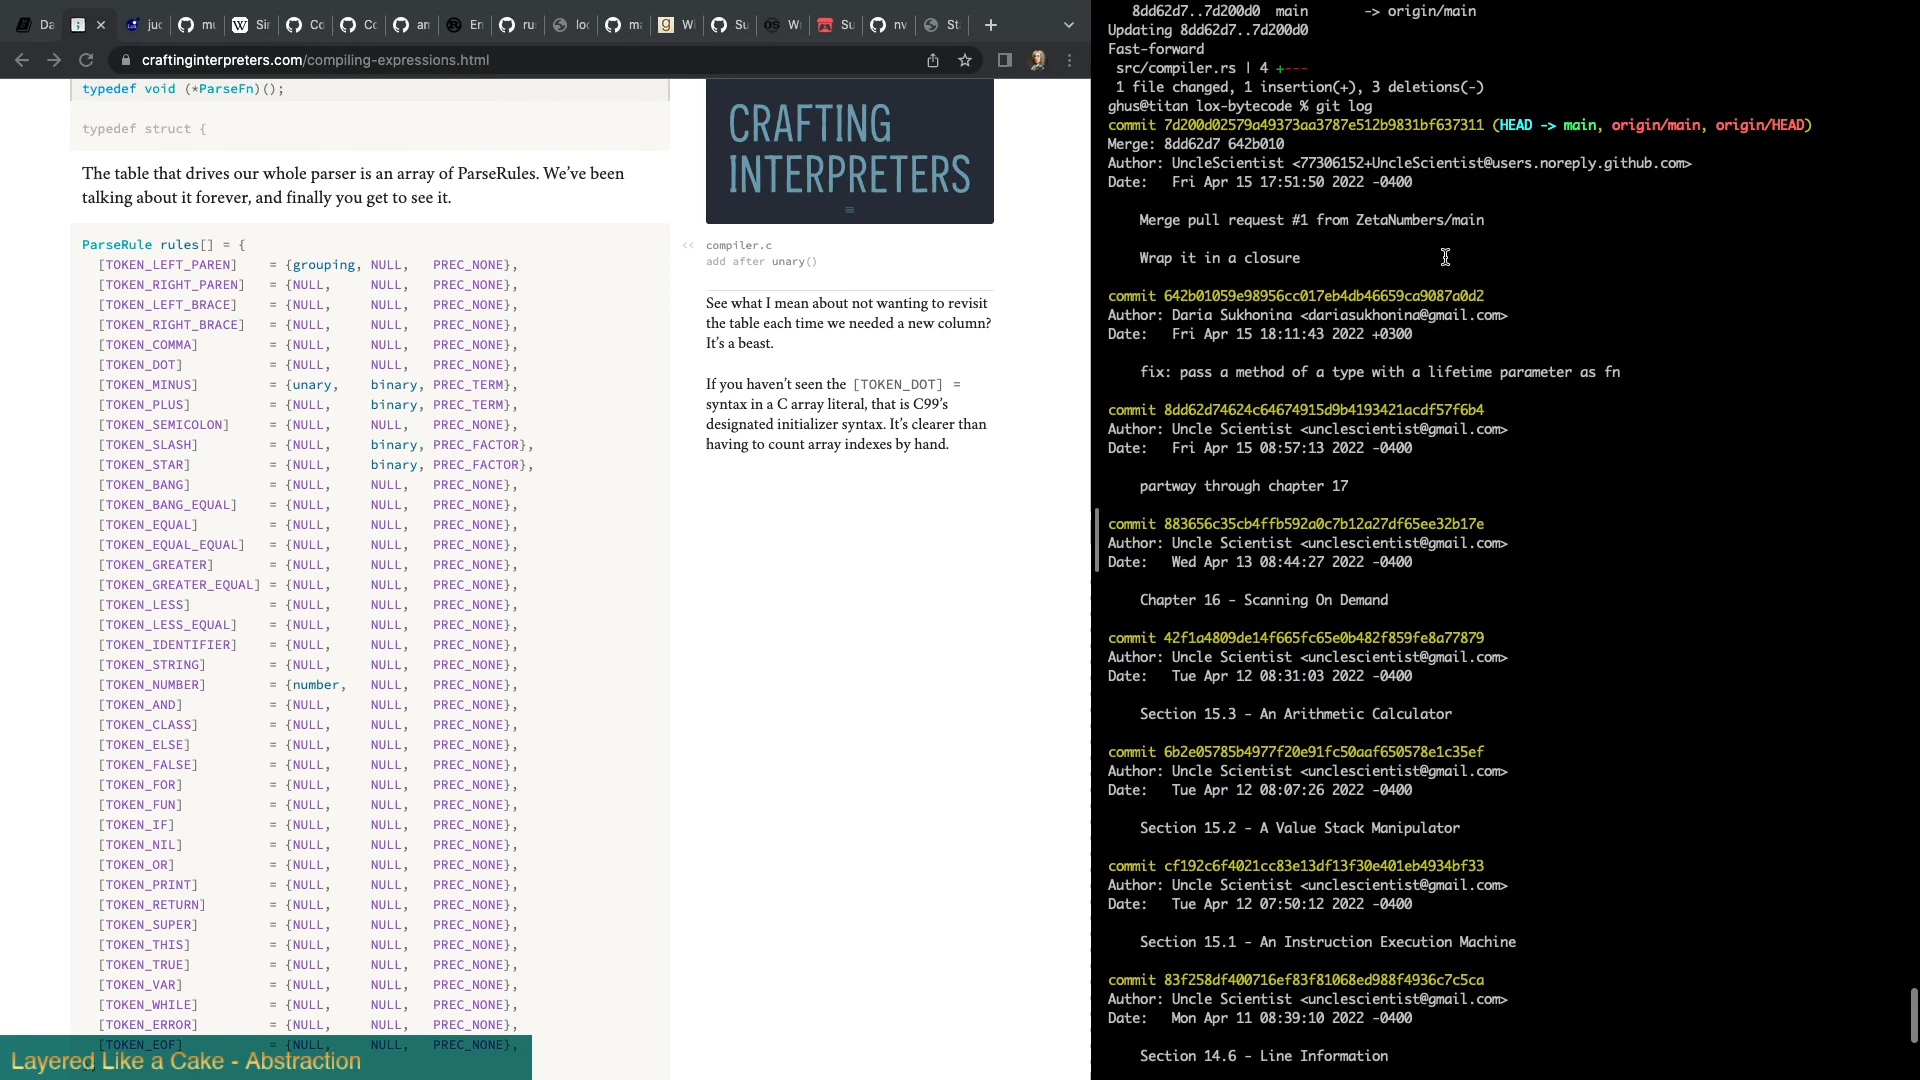 Da
juc
mu
Sir
Co
Co
an
En
ru
loc
ma
Wi
Su
Wr
Su
nv
St
craftinginterpreters.com/compiling-expressions.html
typedef void (*ParseFn)();
typedef struct {
The table that drives our whole parser is an array of ParseRules. We’ve been
talking about it forever, and finally you get to see it.
ParseRule rules[] = {
[TOKEN_LEFT_PAREN] = {grouping, NULL, PREC_NONE},
[TOKEN_RIGHT_PAREN] = {NULL, NULL, PREC_NONE},
[TOKEN_LEFT_BRACE] = {NULL, NULL, PREC_NONE},
[TOKEN_RIGHT_BRACE] = {NULL, NULL, PREC_NONE},
[TOKEN_COMMA] = {NULL, NULL, PREC_NONE},
[TOKEN_DOT] = {NULL, NULL, PREC_NONE},
[TOKEN_MINUS] = {unary, binary, PREC_TERM},
[TOKEN_PLUS] = {NULL, binary, PREC_TERM},
[TOKEN_SEMICOLON] = {NULL, NULL, PREC_NONE},
[TOKEN_SLASH] = {NULL, binary, PREC_FACTOR},
[TOKEN_STAR] = {NULL, binary, PREC_FACTOR},
[TOKEN_BANG] = {NULL, NULL, PREC_NONE},
[TOKEN_BANG_EQUAL] = {NULL, NULL, PREC_NONE},
[TOKEN_EQUAL] = {NULL, NULL, PREC_NONE},
[TOKEN_EQUAL_EQUAL] = {NULL, NULL, PREC_NONE},
[TOKEN_GREATER] = {NULL, NULL, PREC_NONE},
[TOKEN_GREATER_EQUAL] = {NULL, NULL, PREC_NONE},
[TOKEN_LESS] = {NULL, NULL, PREC_NONE},
[TOKEN_LESS_EQUAL] = {NULL, NULL, PREC_NONE},
[TOKEN_IDENTIFIER] = {NULL, NULL, PREC_NONE},
[TOKEN_STRING] = {NULL, NULL, PREC_NONE},
[TOKEN_NUMBER] = {number, NULL, PREC_NONE},
[TOKEN_AND] = {NULL, NULL, PREC_NONE},
[TOKEN_CLASS] = {NULL, NULL, PREC_NONE},
[TOKEN_ELSE] = {NULL, NULL, PREC_NONE},
[TOKEN_FALSE] = {NULL, NULL, PREC_NONE},
[TOKEN_FOR] = {NULL, NULL, PREC_NONE},
[TOKEN_FUN] = {NULL, NULL, PREC_NONE},
[TOKEN_IF] = {NULL, NULL, PREC_NONE},
[TOKEN_NIL] = {NULL, NULL, PREC_NONE},
[TOKEN_OR] = {NULL, NULL, PREC_NONE},
[TOKEN_PRINT] = {NULL, NULL, PREC_NONE},
[TOKEN_RETURN] = {NULL, NULL, PREC_NONE},
[TOKEN_SUPER] = {NULL, NULL, PREC_NONE},
[TOKEN_THIS] = {NULL, NULL, PREC_NONE},
[TOKEN_TRUE] = {NULL, NULL, PREC_NONE},
[TOKEN_VAR] = {NULL, NULL, PREC_NONE},
[TOKEN_WHILE] = {NULL, NULL, PREC_NONE},
[TOKEN_ERROR] = {NULL, NULL, PREC_NONE},
[TOKEN_EOF] = {NULL, NULL, PREC_NONE},
Layered Like a Cake - Abstraction
CRAFTING
INTERPRETERS
<< compiler.c
add after unary()
See what I mean about not wanting to revisit
the table each time we needed a new column?
It’s a beast.
If you haven’t seen the [TOKEN_DOT] =
syntax in a C array literal, that is C99’s
designated initializer syntax. It’s clearer than
having to count array indexes by hand.
8dd62d7..7d200d0 main -> origin/main
Updating 8dd62d7..7d200d0
Fast-forward
src/compiler.rs | 4 +---
1 file changed, 1 insertion(+), 3 deletions(-)
ghus@titan lox-bytecode % git log
commit 7d200d02579a49373aa3787e512b9831bf637311 (HEAD -> main, origin/main, origin/HEAD)
Merge: 8dd62d7 642b010
Author: UncleScientist <77306152+UncleScientist@users.noreply.github.com>
Date: Fri Apr 15 17:51:50 2022 -0400
Merge pull request #1 from ZetaNumbers/main
Wrap it in a closure
commit 642b01059e98956cc017eb4db46659ca9087a0d2
Author: Daria Sukhonina <dariasukhonina@gmail.com>
Date: Fri Apr 15 18:11:43 2022 +0300
fix: pass a method of a type with a lifetime parameter as fn
commit 8dd62d74624c64674915d9b4193421acdf57f6b4
Author: Uncle Scientist <unclescientist@gmail.com>
Date: Fri Apr 15 08:57:13 2022 -0400
partway through chapter 17
commit 883656c35cb4ffb592a0c7b12a27df65ee32b17e
Author: Uncle Scientist <unclescientist@gmail.com>
Date: Wed Apr 13 08:44:27 2022 -0400
Chapter 16 - Scanning On Demand
commit 42f1a4809de14f665fc65e0b482f859fe8a77879
Author: Uncle Scientist <unclescientist@gmail.com>
Date: Tue Apr 12 08:31:03 2022 -0400
Section 15.3 - An Arithmetic Calculator
commit 6b2e05785b4977f20e91fc50aaf650578e1c35ef
Author: Uncle Scientist <unclescientist@gmail.com>
Date: Tue Apr 12 08:07:26 2022 -0400
Section 15.2 - A Value Stack Manipulator
commit cf192c6f4021cc83e13df13f30e401eb4934bf33
Author: Uncle Scientist <unclescientist@gmail.com>
Date: Tue Apr 12 07:50:12 2022 -0400
Section 15.1 - An Instruction Execution Machine
commit 83f258df400716ef83f81068ed988f4936c7c5ca
Author: Uncle Scientist <unclescientist@gmail.com>
Date: Mon Apr 11 08:39:10 2022 -0400
Section 14.6 - Line Information